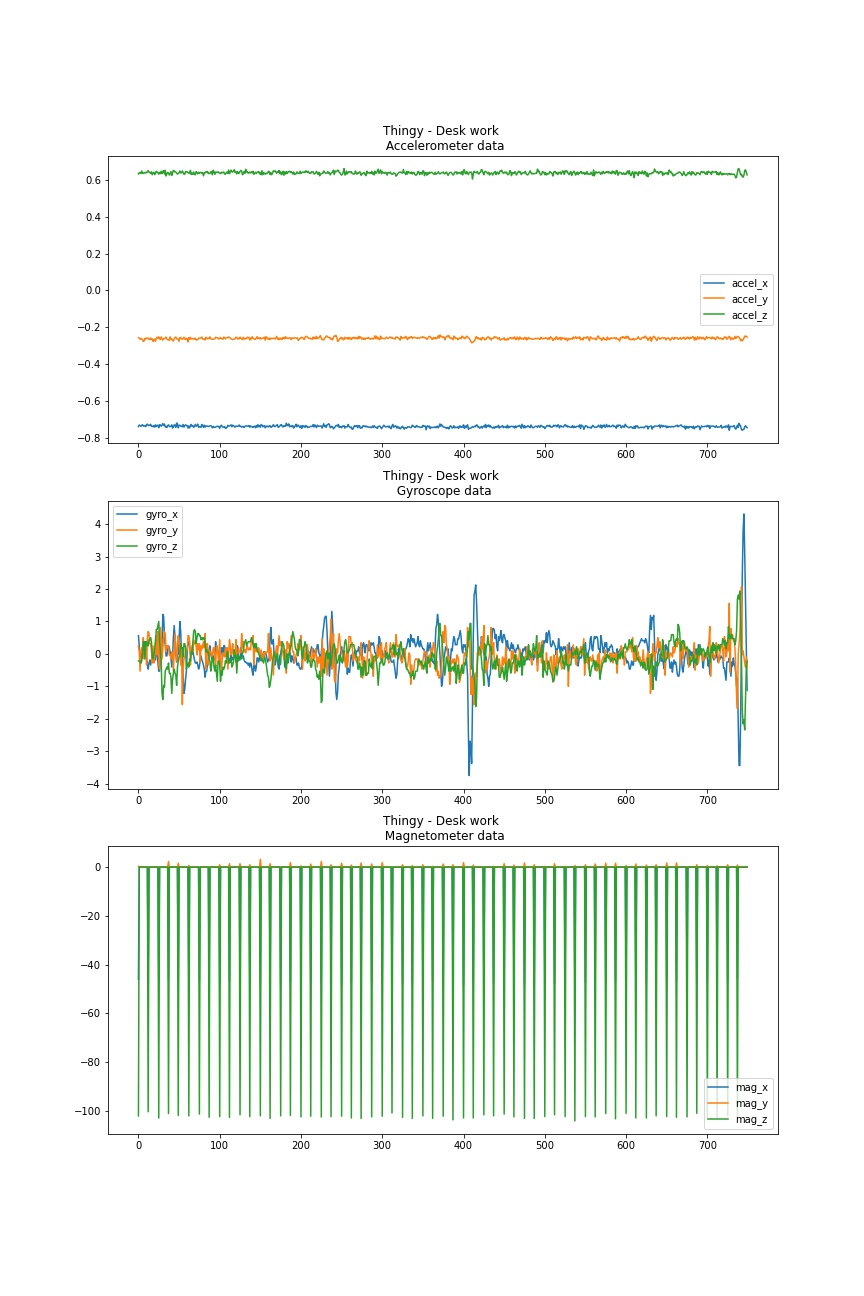 Thingy - Desk work
Accelerometer data
0.6
0.4
0.2
0.0
−0.2
−0.4
−0.6
−0.8
accel_x
accel_y
accel_z
0 100 200 300 400 500 600 700
Thingy - Desk work
Gyroscope data
gyro_x
gyro_y
gyro_z
4
3
2
1
0
−1
−2
−3
−4
0 100 200 300 400 500 600 700
Thingy - Desk work
Magnetometer data
0
−20
−40
−60
−80
−100
mag_x
mag_y
mag_z
0 100 200 300 400 500 600 700